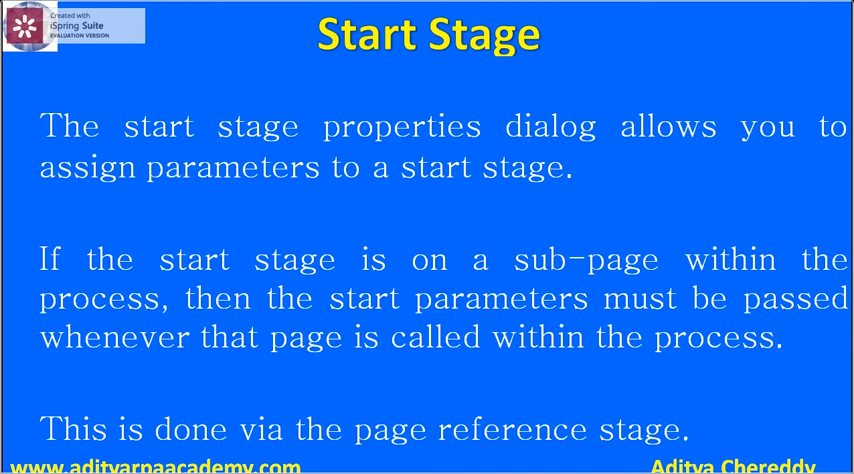 Created with
iSpring Suite
EVALUATION VERSION
Start Stage
The start stage properties dialog allows you to
assign parameters to a start stage.
If the start stage is on a sub-page within the
process, then the start parameters must be passed
whenever that page is called within the process.
This is done via the page reference stage.
www.adityarpaacademy.com
Aditya Chereddy